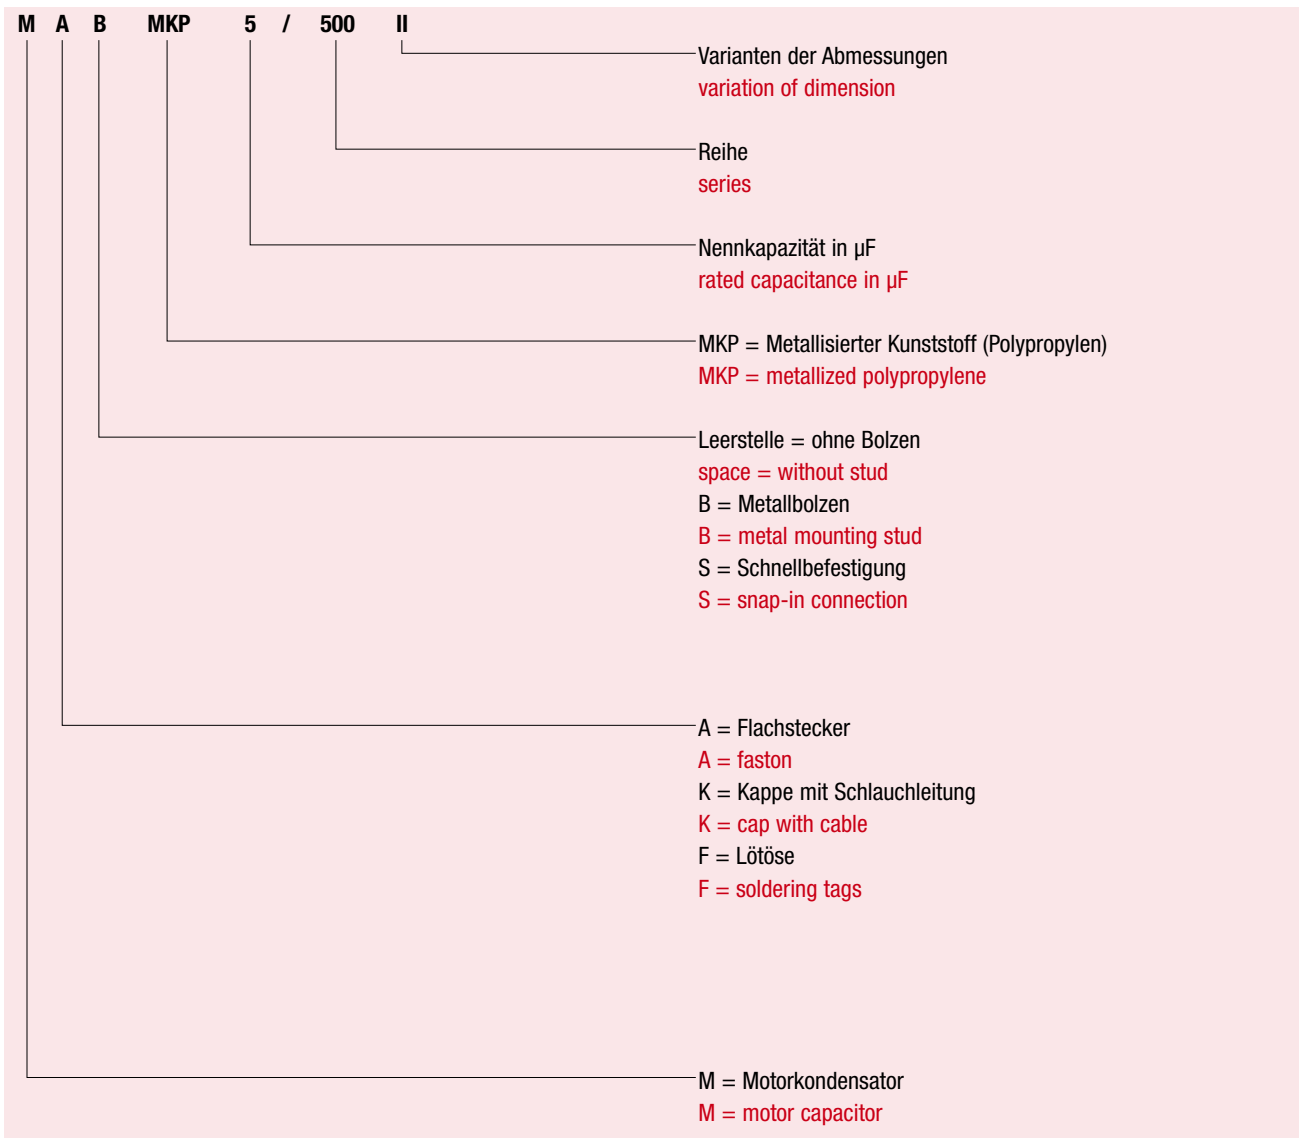 M A B MKP 5 / 500 II
Varianten der Abmessungen
variation of dimension
Reihe
series
Nennkapazität in µF
rated capacitance in µF
MKP = Metallisierter Kunststoff (Polypropylen)
MKP = metallized polypropylene
Leerstelle = ohne Bolzen
space = without stud
B = Metallbolzen
B = metal mounting stud
S = Schnellbefestigung
S = snap-in connection
A = Flachstecker
A = faston
K = Kappe mit Schlauchleitung
K = cap with cable
F = Lötöse
F = soldering tags
M = Motorkondensator
M = motor capacitor